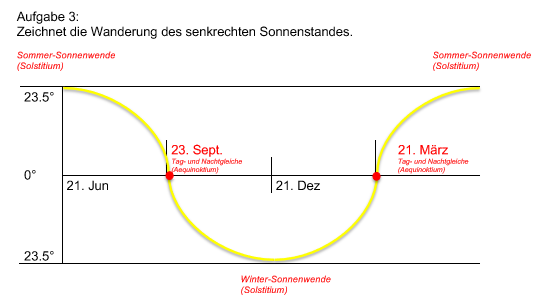 Aufgabe 3:
Zeichnet die Wanderung des senkrechten Sonnenstandes.
Sommer-Sonnenwende
(Solstitium)
Sommer-Sonnenwende
(Solstitium)
23.5°
23. Sept.
Tag- und Nachtgleiche
(Aequinoktium)
21. März
Tag- und Nachtgleiche
(Aequinoktium)
0°
21. Jun
21. Dez
23.5°
Winter-Sonnenwende
(Solstitium)